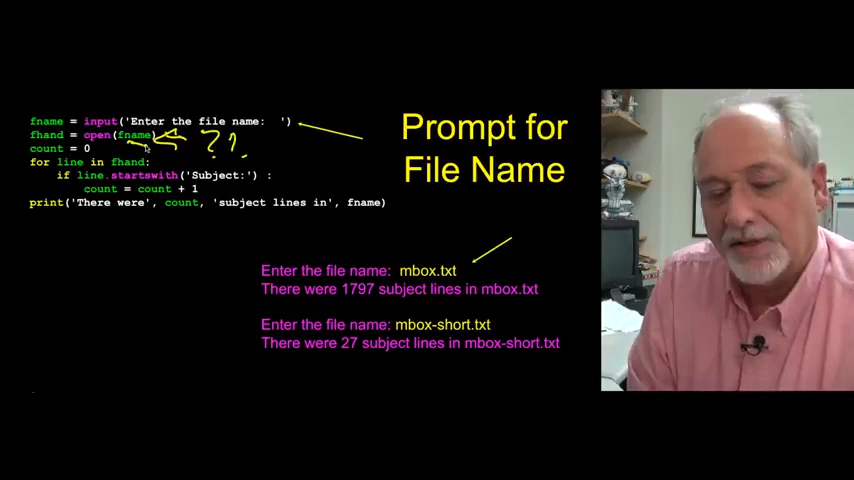 fname = input('Enter the file name:  ')
fhand = open(fname)
count = 0
for line in fhand:
    if line.startswith('Subject:') :
        count = count + 1
print('There were', count, 'subject lines in', fname)
? !
Prompt for
File Name
Enter the file name:  mbox.txt
There were 1797 subject lines in mbox.txt
Enter the file name: mbox-short.txt
There were 27 subject lines in mbox-short.txt